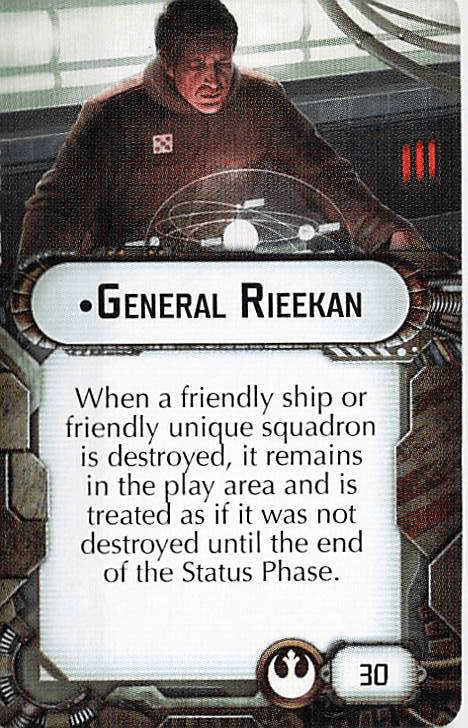 •General Rieekan
When a friendly ship or
friendly unique squadron
is destroyed, it remains
in the play area and is
treated as if it was not
destroyed until the end
of the Status Phase.
30